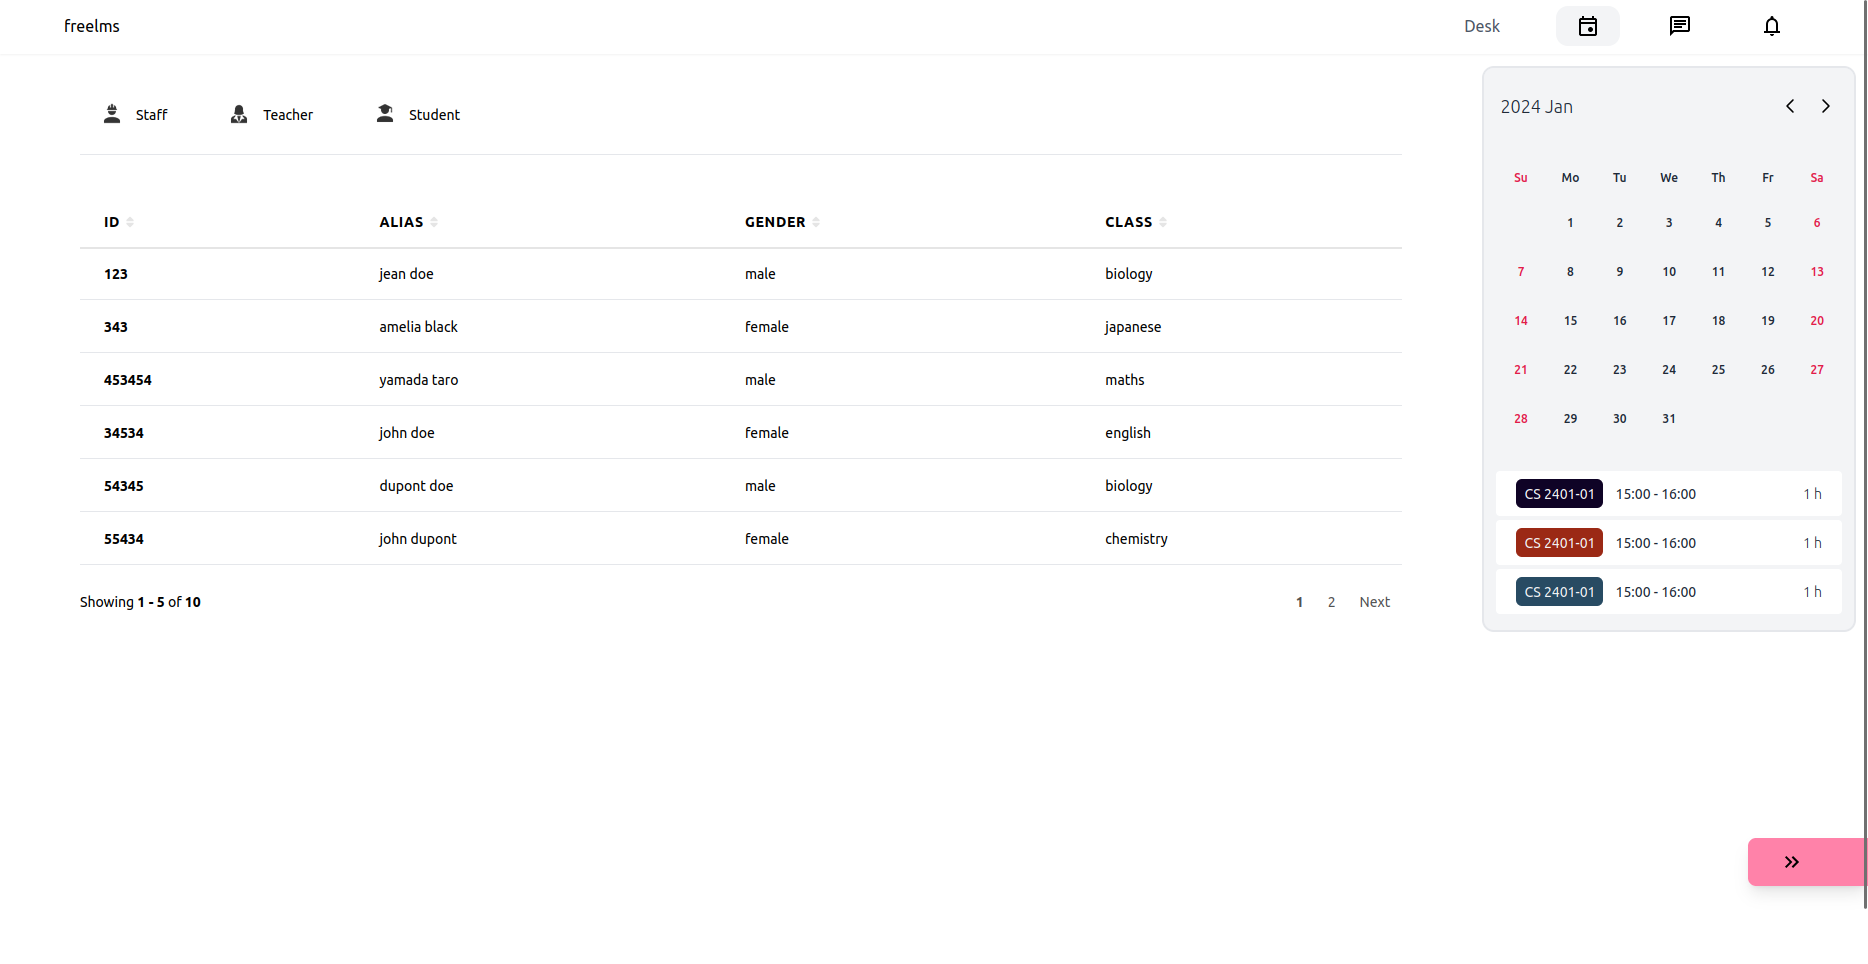 freelms
Desk
Staff Teacher Student
ID ALIAS GENDER CLASS
123 jean doe male biology
343 amelia black female japanese
453454 yamada taro male maths
34534 john doe female english
54345 dupont doe male biology
55434 john dupont female chemistry
Showing 1 - 5 of 10
1 2 Next
2024 Jan
Su Mo Tu We Th Fr Sa
1 2 3 4 5 6
7 8 9 10 11 12 13
14 15 16 17 18 19 20
21 22 23 24 25 26 27
28 29 30 31
CS 2401-01 15:00 - 16:00 1 h
CS 2401-01 15:00 - 16:00 1 h
CS 2401-01 15:00 - 16:00 1 h